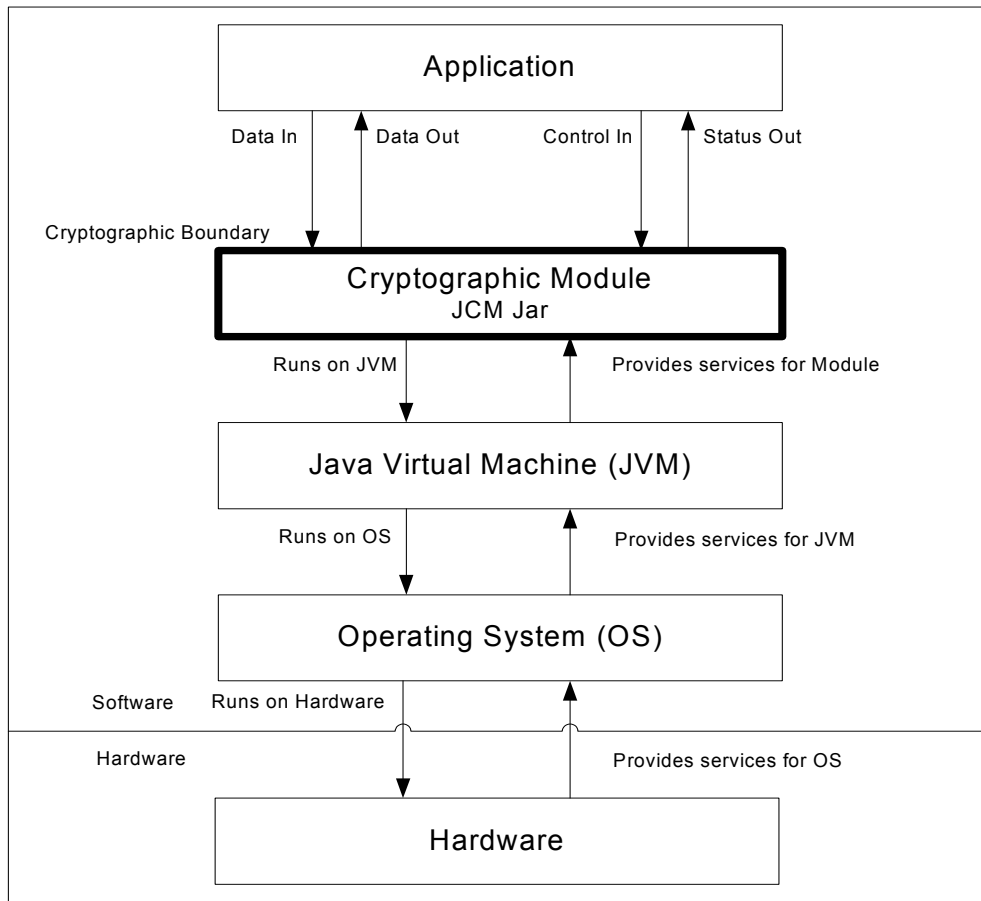 Application
Data In
Data Out
Control In
Status Out
Cryptographic Boundary
Cryptographic Module
JCM Jar
Runs on JVM
Provides services for Module
Java Virtual Machine (JVM)
Runs on OS
Provides services for JVM
Operating System (OS)
Software
Runs on Hardware
Hardware
Provides services for OS
Hardware